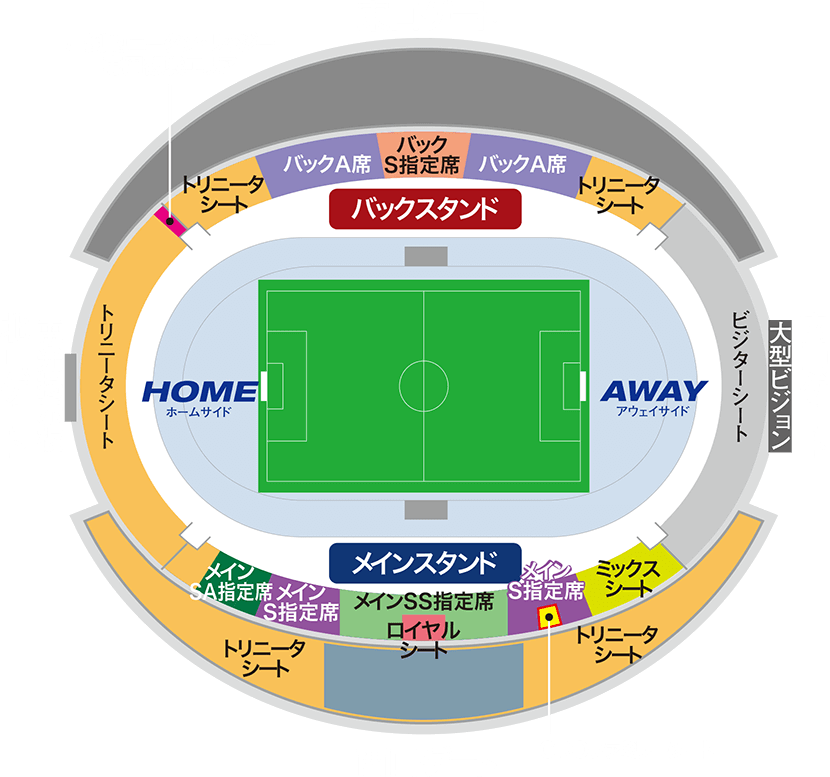 バックA席
バック
S指定席
バックA席
トリニータ
シート
トリニータ
シート
バックスタンド
トリニータシート
HOME
ホームサイド
AWAY
アウェイサイド
ビジターシート
大型ビジョン
メインスタンド
メイン
SA指定席
メイン
S指定席
メインSS指定席
ロイヤル
シート
メイン
S指定席
ミックス
シート
トリニータ
シート
トリニータ
シート